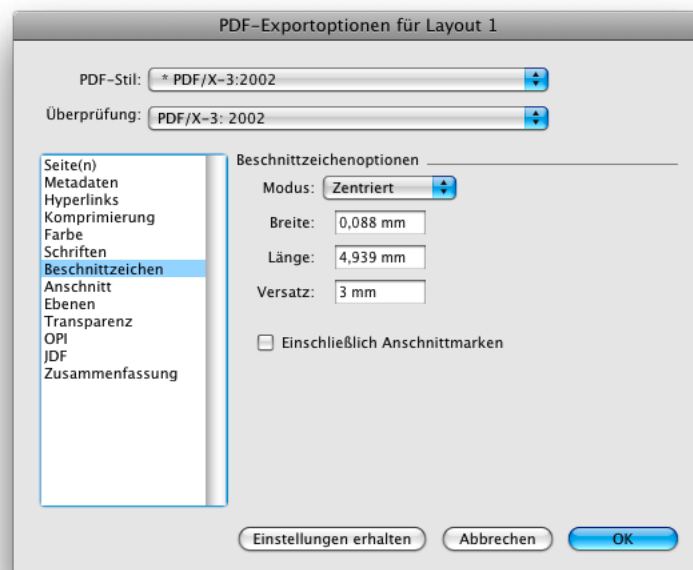 PDF-Exportoptionen für Layout 1
PDF-Stil: * PDF/X-3:2002
Überprüfung: PDF/X-3: 2002
Seite(n)
Metadaten
Hyperlinks
Komprimierung
Farbe
Schriften
Beschnittzeichen
Anschnitt
Ebenen
Transparenz
OPI
JDF
Zusammenfassung
Beschnittzeichenoptionen
Modus: Zentriert
Breite: 0,088 mm
Länge: 4,939 mm
Versatz: 3 mm
Einschließlich Anschnittmarken
Einstellungen erhalten Abbrechen OK